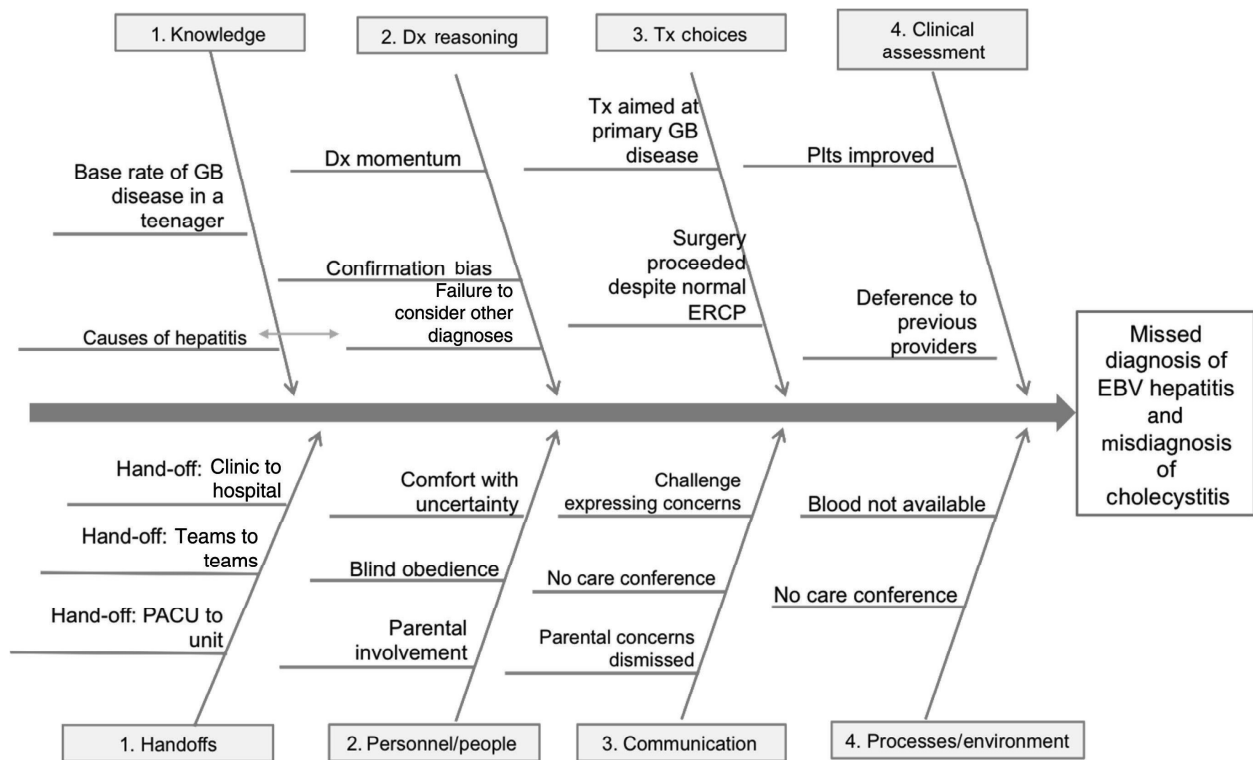 1. Knowledge
2. Dx reasoning
3. Tx choices
4. Clinical
assessment
Base rate of GB
disease in a
teenager
Causes of hepatitis
Dx momentum
Confirmation bias
Failure to
consider other
diagnoses
Tx aimed at
primary GB
disease
Surgery
proceeded
despite normal
ERCP
Plts improved
Deference to
previous
providers
Missed
diagnosis of
EBV hepatitis
and
misdiagnosis
of
cholecystitis
Hand-off: Clinic to
hospital
Hand-off: Teams to
teams
Hand-off: PACU to
unit
Comfort with
uncertainty
Blind obedience
Parental
involvement
Challenge
expressing concerns
No care conference
Parental concerns
dismissed
Blood not available
No care conference
1. Handoffs
2. Personnel/people
3. Communication
4. Processes/environment